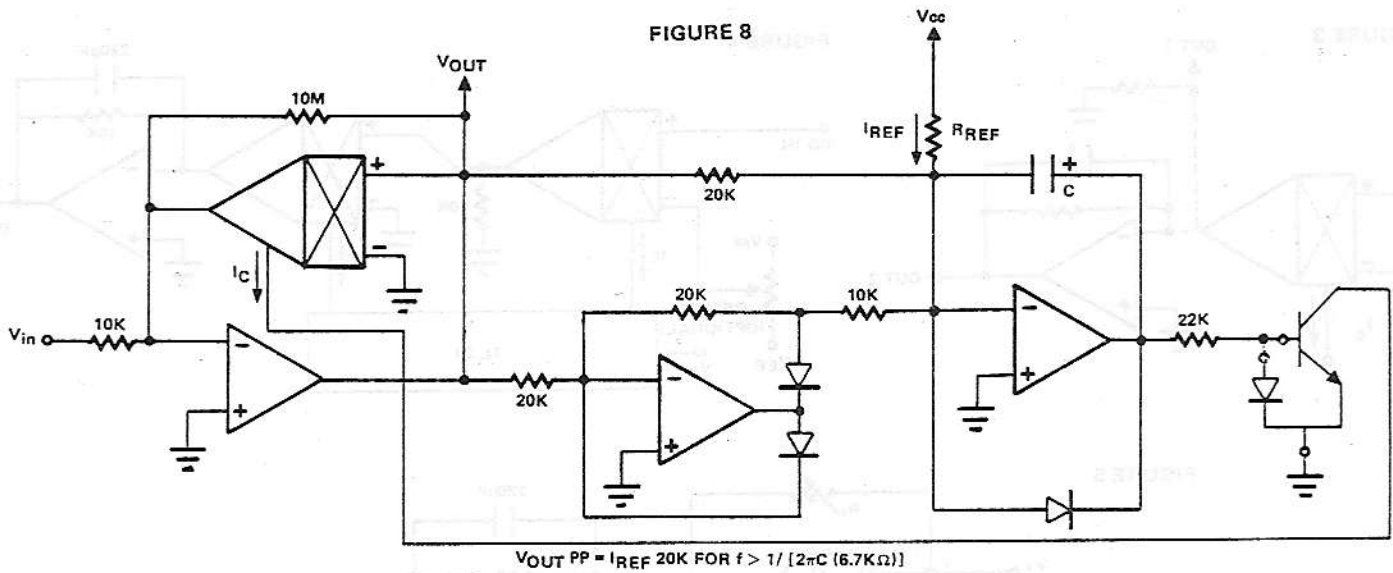 FIGURE 8
Vcc
VOUT
10M
IREF
RREF
+
+
C
20K
-
IC
20K
10K
Vin
10K
-
-
22K
20K
-
+
+
+
VOUT PP = IREF 20K FOR f > 1/ [2πC (6.7KΩ)]